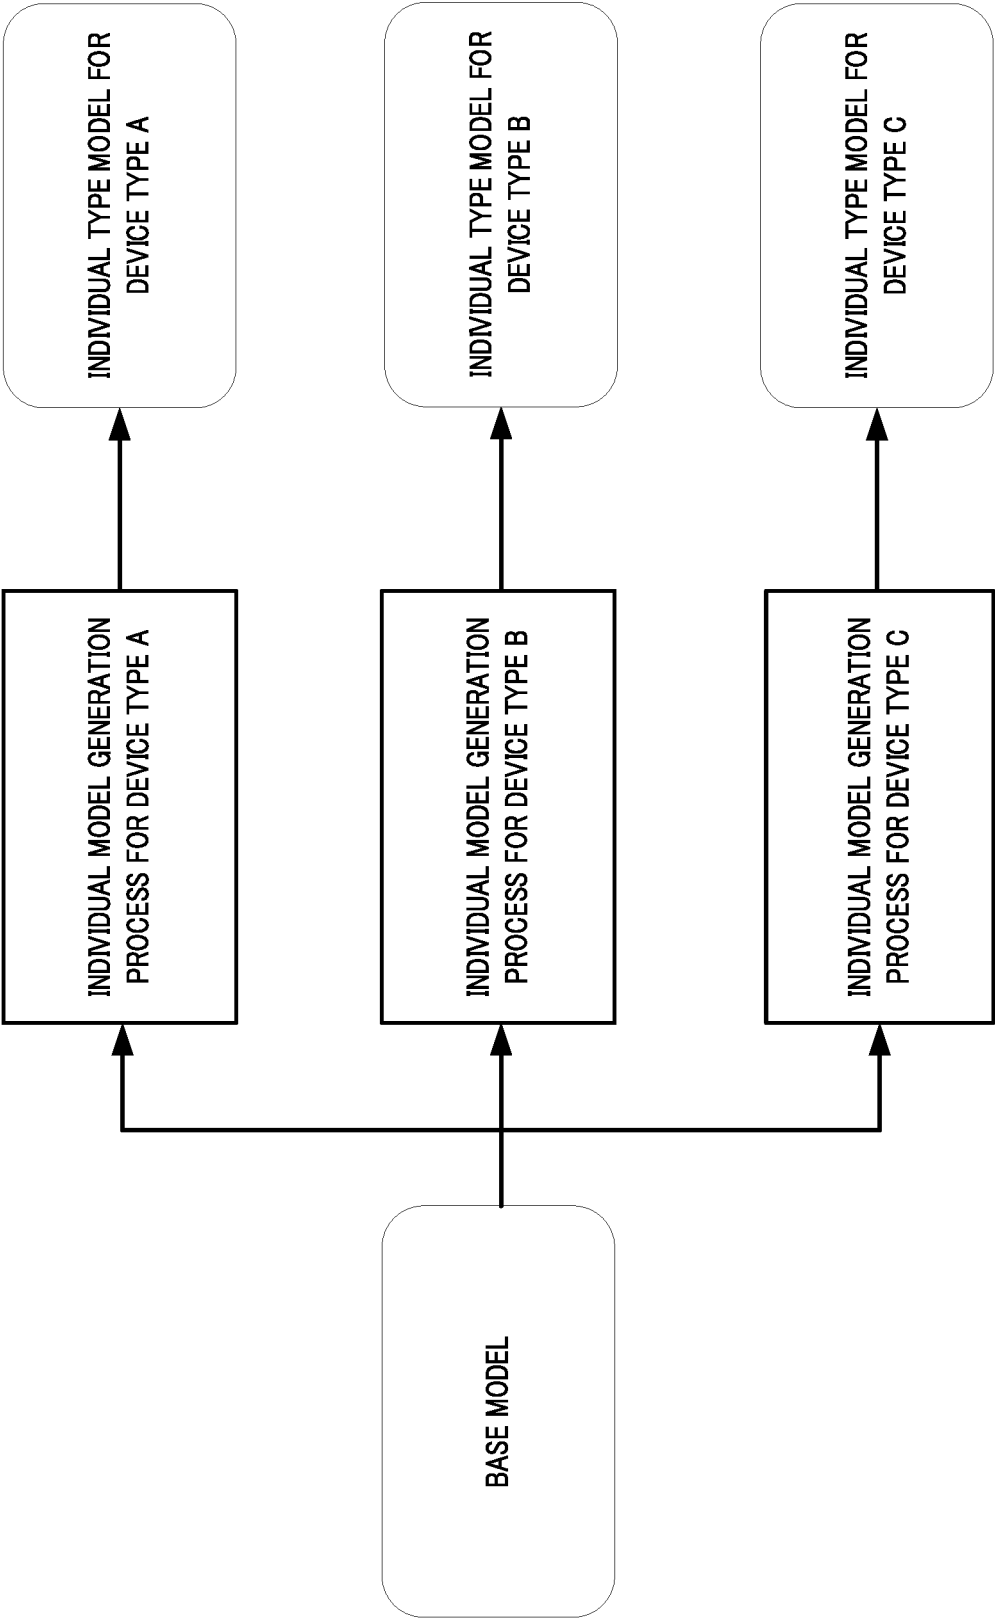 BASE MODEL
INDIVIDUAL MODEL GENERATION
PROCESS FOR DEVICE TYPE A
INDIVIDUAL TYPE MODEL FOR
DEVICE TYPE A
INDIVIDUAL MODEL GENERATION
PROCESS FOR DEVICE TYPE B
INDIVIDUAL TYPE MODEL FOR
DEVICE TYPE B
INDIVIDUAL MODEL GENERATION
PROCESS FOR DEVICE TYPE C
INDIVIDUAL TYPE MODEL FOR
DEVICE TYPE C